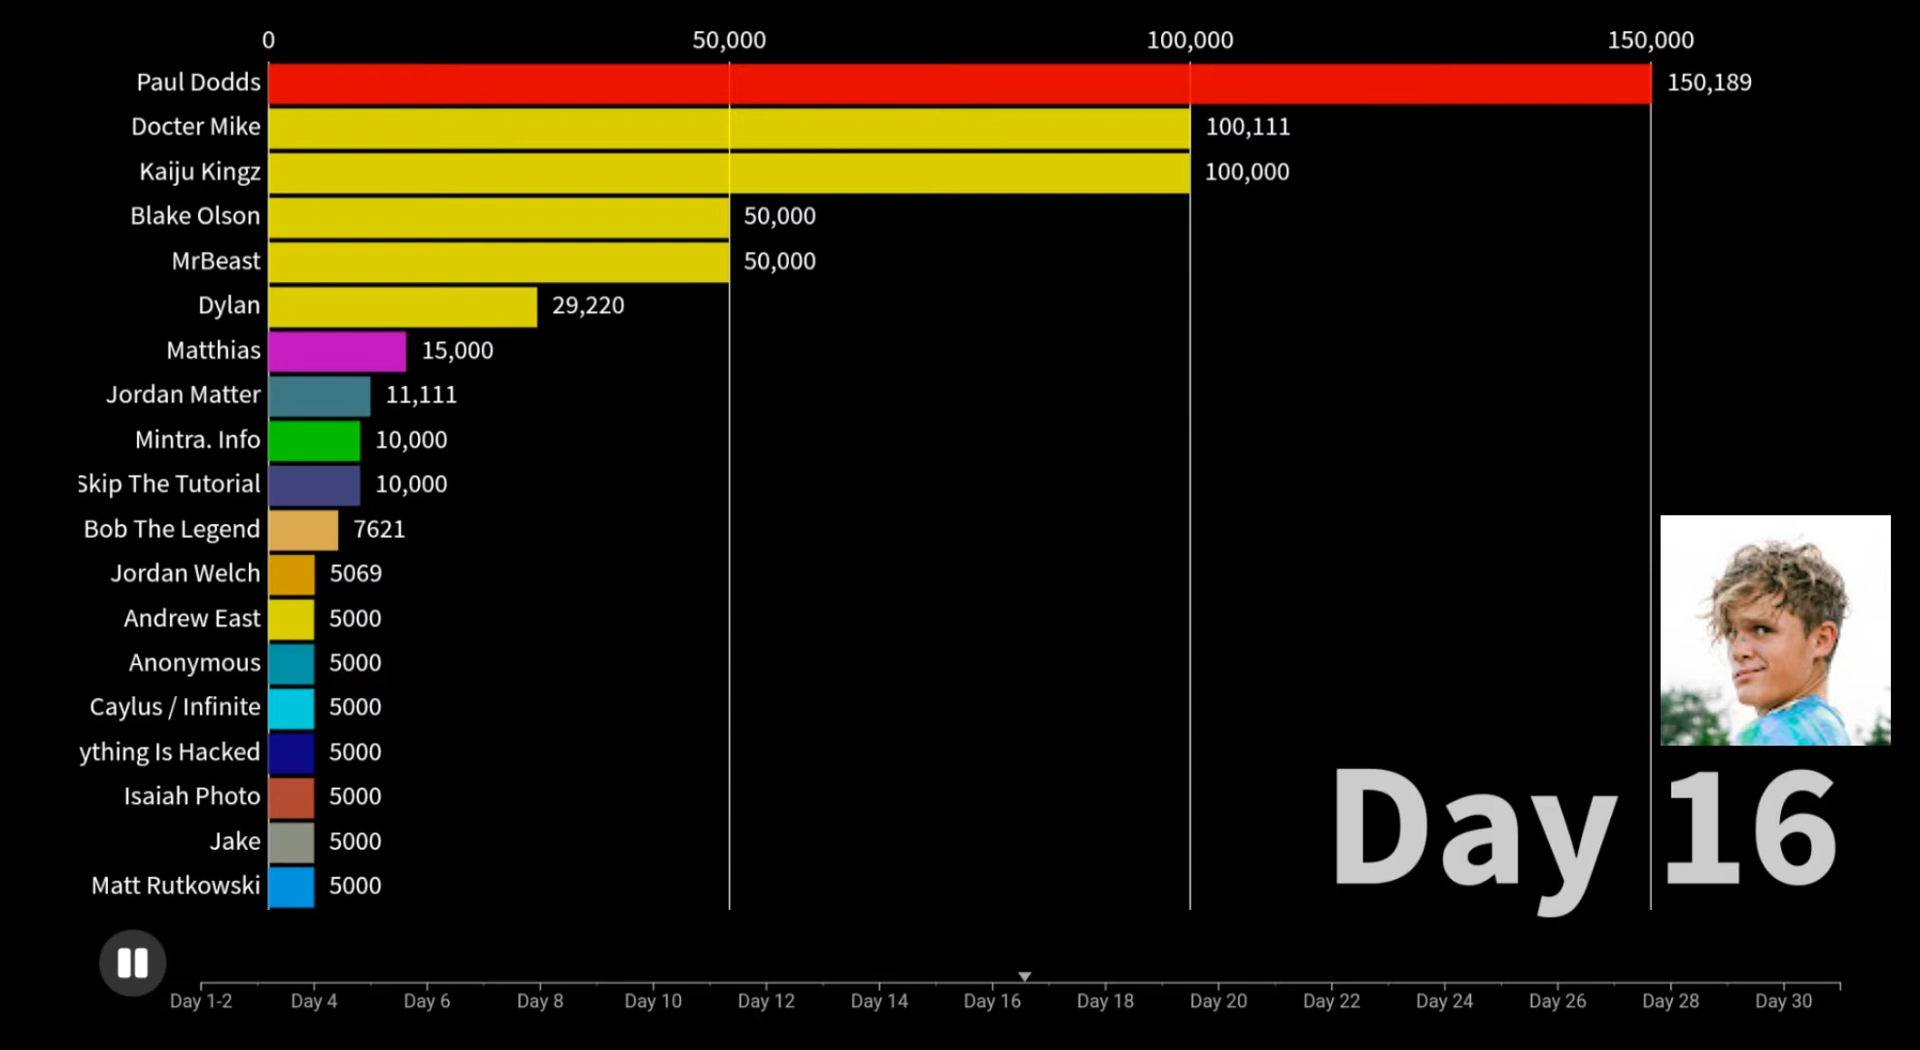 0 50,000 100,000 150,000
Paul Dodds 150,189
Docter Mike 100,111
Kaiju Kingz 100,000
Blake Olson 50,000
MrBeast 50,000
Dylan 29,220
Matthias 15,000
Jordan Matter 11,111
Mintra. Info 10,000
Skip The Tutorial 10,000
Bob The Legend 7621
Jordan Welch 5069
Andrew East 5000
Anonymous 5000
Caylus / Infinite 5000
ything Is Hacked 5000
Isaiah Photo 5000
Jake 5000
Matt Rutkowski 5000
Day 16
Day 1-2 Day 4 Day 6 Day 8 Day 10 Day 12 Day 14 Day 16 Day 18 Day 20 Day 22 Day 24 Day 26 Day 28 Day 30